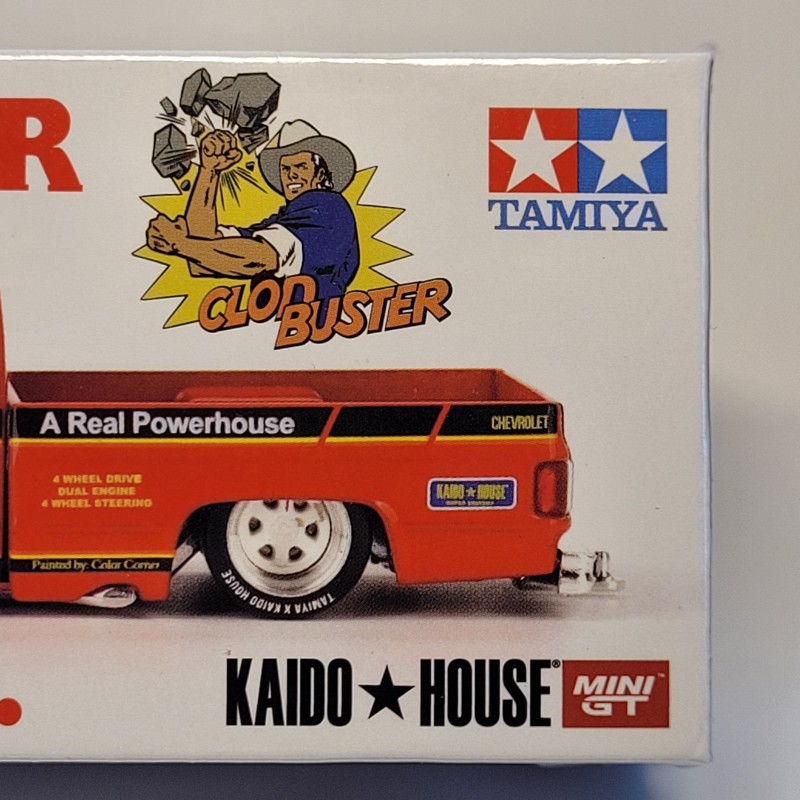 R
CLOD
BUSTER
TAMIYA
A Real Powerhouse
CHEVROLET
4 WHEEL DRIVE
DUAL ENGINE
4 WHEEL STEERING
KAIDO★HOUSE
Painted by: Color Corner
TAMIYA X KAIDO HOUSE
KAIDO★HOUSE®
MINI
GT™